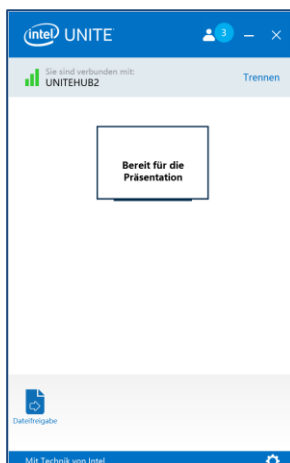 intel UNITE
3
Sie sind verbunden mit:
UNITEHUB2
Trennen
Bereit für die
Präsentation
Dateifreigabe
Mit Technik von Intel